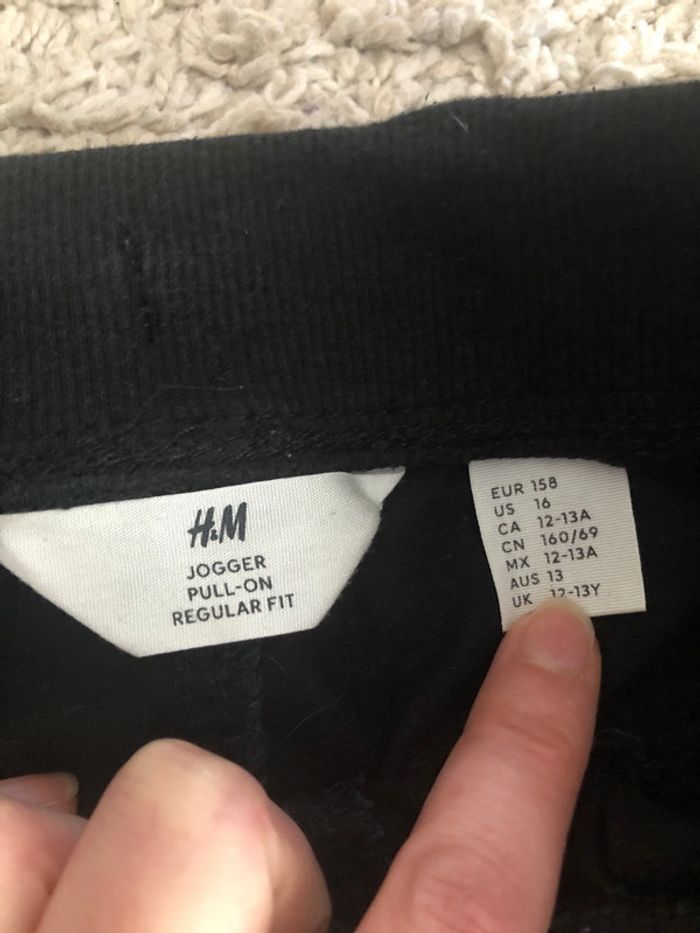 H&M
JOGGER
PULL-ON
REGULAR FIT
EUR 158
US 16
CA 12-13A
CN 160/69
MX 12-13A
AUS 13
UK 12-13Y